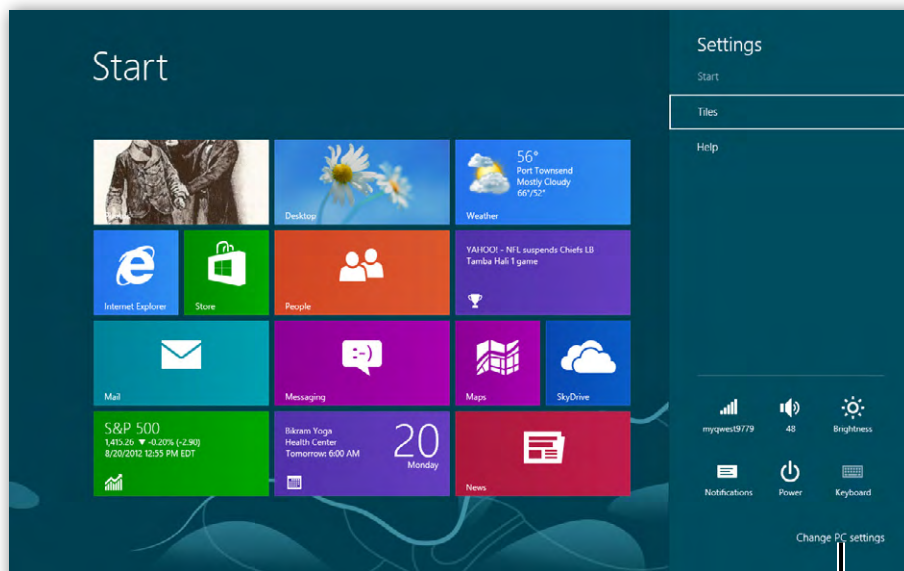 Start
Desktop
56°
Port Townsend
Mostly Cloudy
66°/52°
Weather
Internet Explorer
Store
People
YAHOO! - NFL suspends Chiefs LB
Tamba Hali 1 game
Mail
:-)
Messaging
Maps
SkyDrive
S&P 500
1,415.26 ▼ -0.20% (-2.90)
8/20/2012 12:55 PM EDT
Bikram Yoga
Health Center
Tomorrow: 6:00 AM
20
Monday
News
Settings
Start
Tiles
Help
myqwest9779
48
Brightness
Notifications
Power
Keyboard
Change PC settings